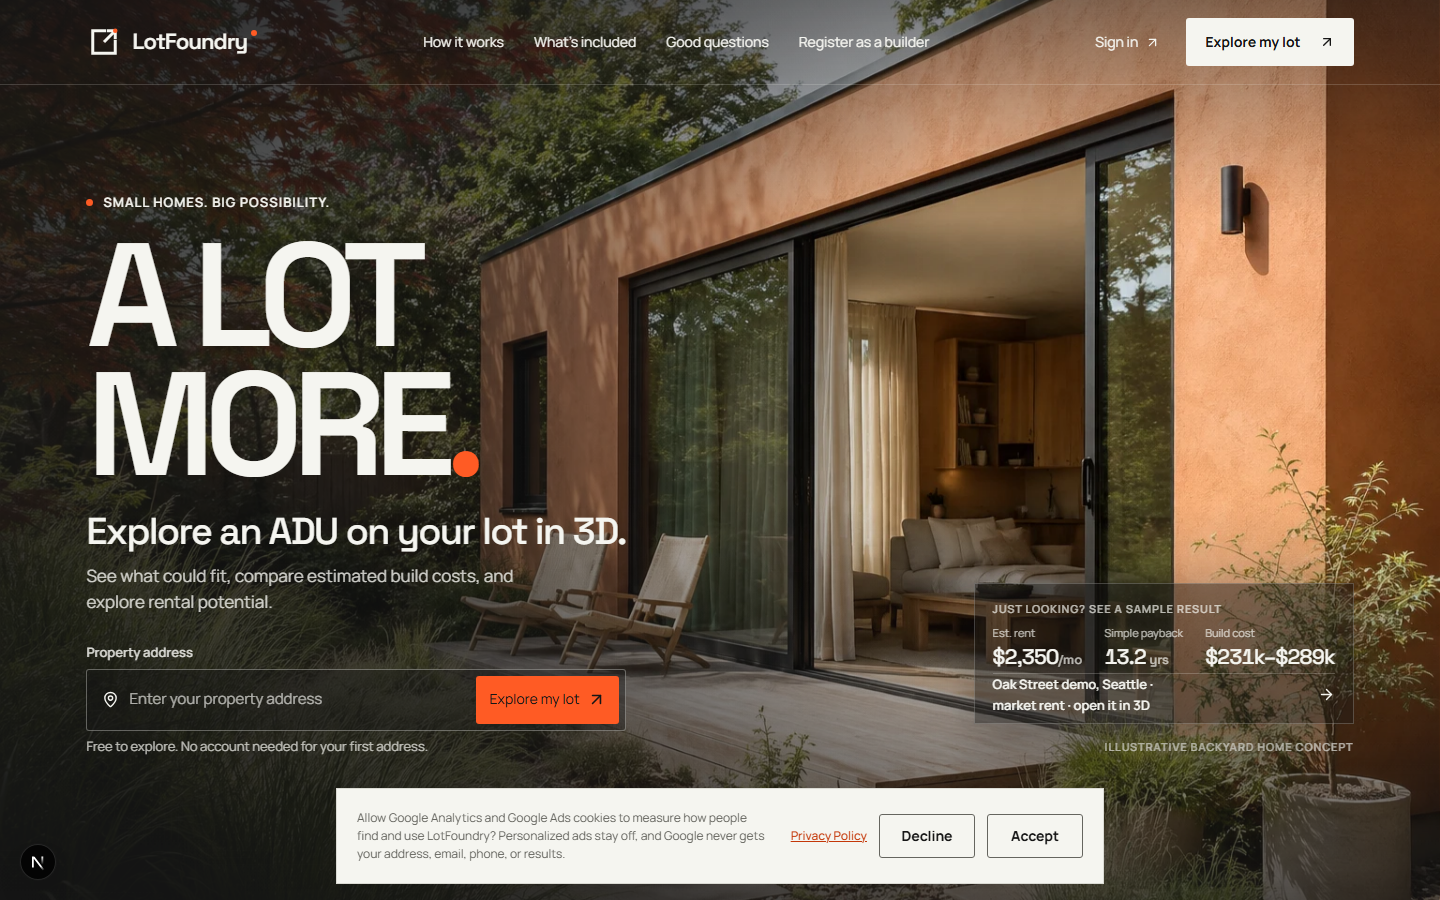 LotFoundry
How it works
What's included
Good questions
Register as a builder
Sign in
Explore my lot
SMALL HOMES. BIG POSSIBILITY.
A LOT
MORE.
Explore an ADU on your lot in 3D.
See what could fit, compare estimated build costs, and
explore rental potential.
Property address
Enter your property address
Explore my lot
Free to explore. No account needed for your first address.
JUST LOOKING? SEE A SAMPLE RESULT
Est. rent
Simple payback
Build cost
$2,350/mo
13.2 yrs
$231k–$289k
Oak Street demo, Seattle ·
market rent · open it in 3D
ILLUSTRATIVE BACKYARD HOME CONCEPT
Allow Google Analytics and Google Ads cookies to measure how people
find and use LotFoundry? Personalized ads stay off, and Google never gets
your address, email, phone, or results.
Privacy Policy
Decline
Accept
N